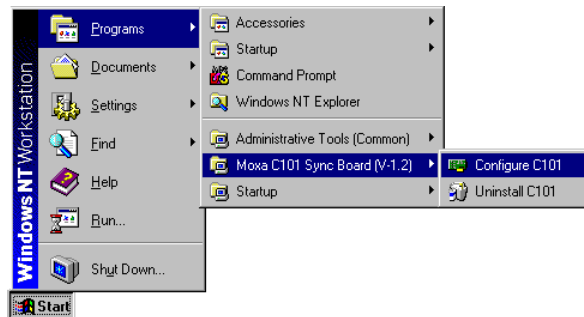 Windows NT Workstation
Programs
Documents
Settings
Find
Help
Run...
Shut Down...
Start
Accessories
Startup
Command Prompt
Windows NT Explorer
Administrative Tools (Common)
Moxa C101 Sync Board (V-1.2)
Startup
Configure C101
Uninstall C101